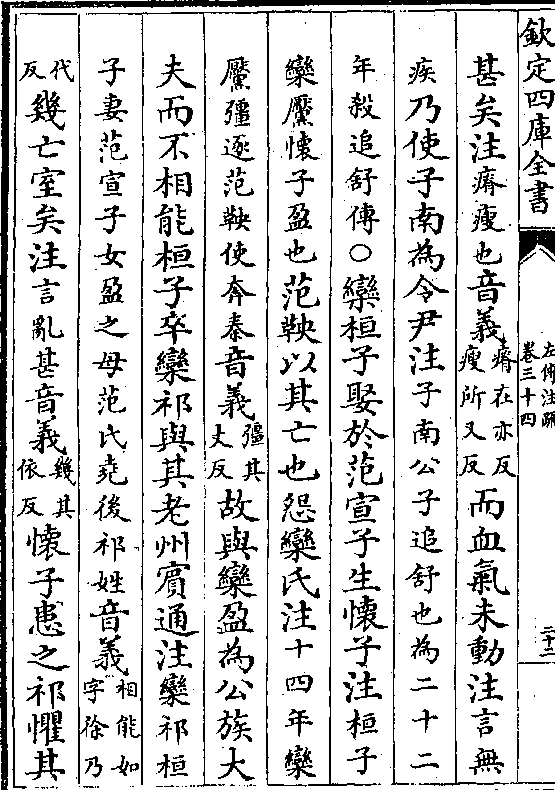 欽定四庫全書
左傳注疏
卷三十四
二十二
甚矣注瘠瘦也音義瘠在亦反
瘦所又反而血氣未動注言無
疾乃使子南為令尹注子南公子追舒也為二十二
年殺追舒傳○欒桓子娶於范宣子生懷子注桓子
欒黶懷子盈也范鞅以其亡也怨欒氏注十四年欒
黶彊逐范鞅使奔秦音義彊其
丈反故與欒盈為公族大
夫而不相能桓子卒欒祁與其老州賓通注欒祁桓
子妻范宣子女盈之母范氏堯後祁姓音義相能如
字徐乃
代
反幾亡室矣注言亂甚音義幾其
依反懷子患之祁懼其